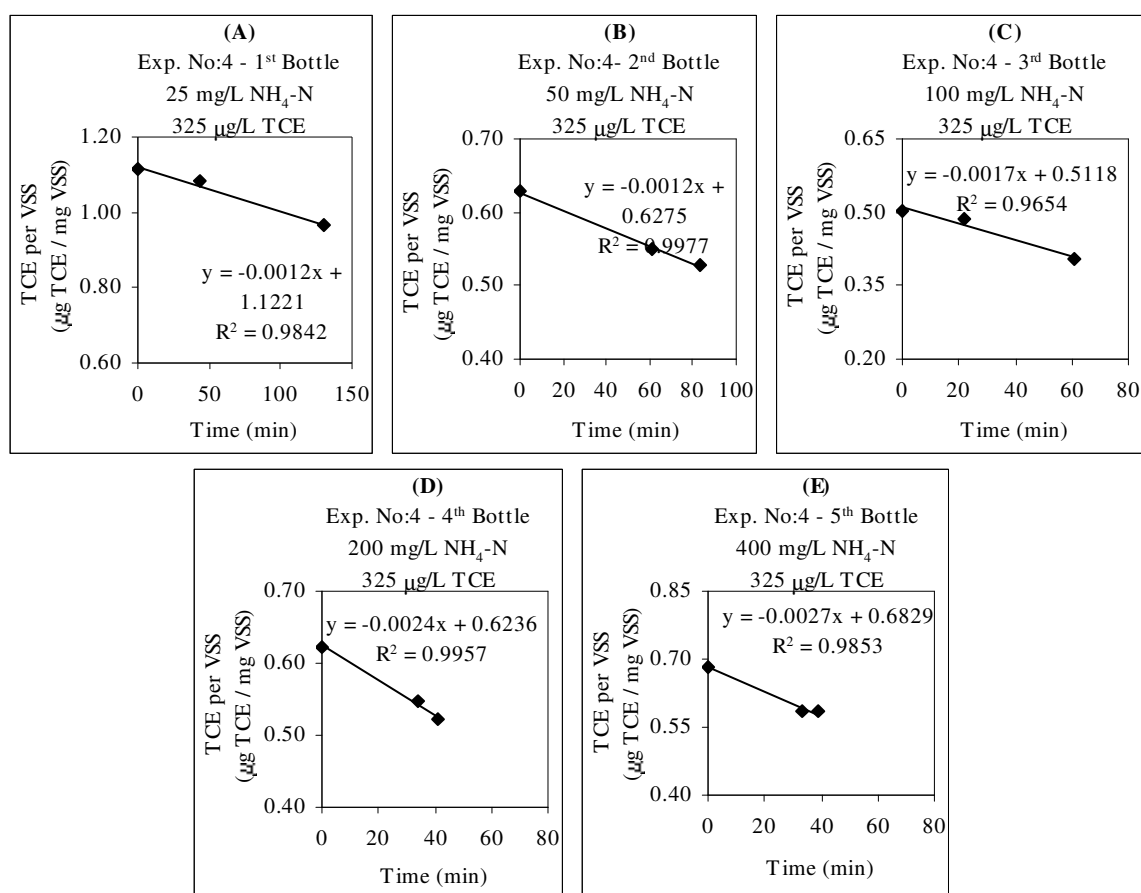 (A)
Exp. No:4 - 1st Bottle
25 mg/L NH4-N
325 µg/L TCE
1.20
1.00
0.80
0.60
TCE per VSS
(µg TCE / mg VSS)
y = -0.0012x +
1.1221
R2 = 0.9842
0 50 100 150
Time (min)
(B)
Exp. No:4- 2nd Bottle
50 mg/L NH4-N
325 µg/L TCE
0.70
0.60
0.50
0.40
TCE per VSS
(µg TCE / mg VSS)
y = -0.0012x +
0.6275
R2 = 0.9977
0 20 40 60 80 100
Time (min)
(C)
Exp. No:4 - 3rd Bottle
100 mg/L NH4-N
325 µg/L TCE
0.65
0.50
0.35
0.20
TCE per VSS
(µg TCE / mg VSS)
y = -0.0017x + 0.5118
R2 = 0.9654
0 20 40 60 80
Time (min)
(D)
Exp. No:4 - 4th Bottle
200 mg/L NH4-N
325 µg/L TCE
0.70
0.60
0.50
0.40
TCE per VSS
(µg TCE / mg VSS)
y = -0.0024x + 0.6236
R2 = 0.9957
0 20 40 60 80
Time (min)
(E)
Exp. No:4 - 5th Bottle
400 mg/L NH4-N
325 µg/L TCE
0.85
0.70
0.55
0.40
TCE per VSS
(µg TCE / mg VSS)
y = -0.0027x + 0.6829
R2 = 0.9853
0 20 40 60 80
Time (min)